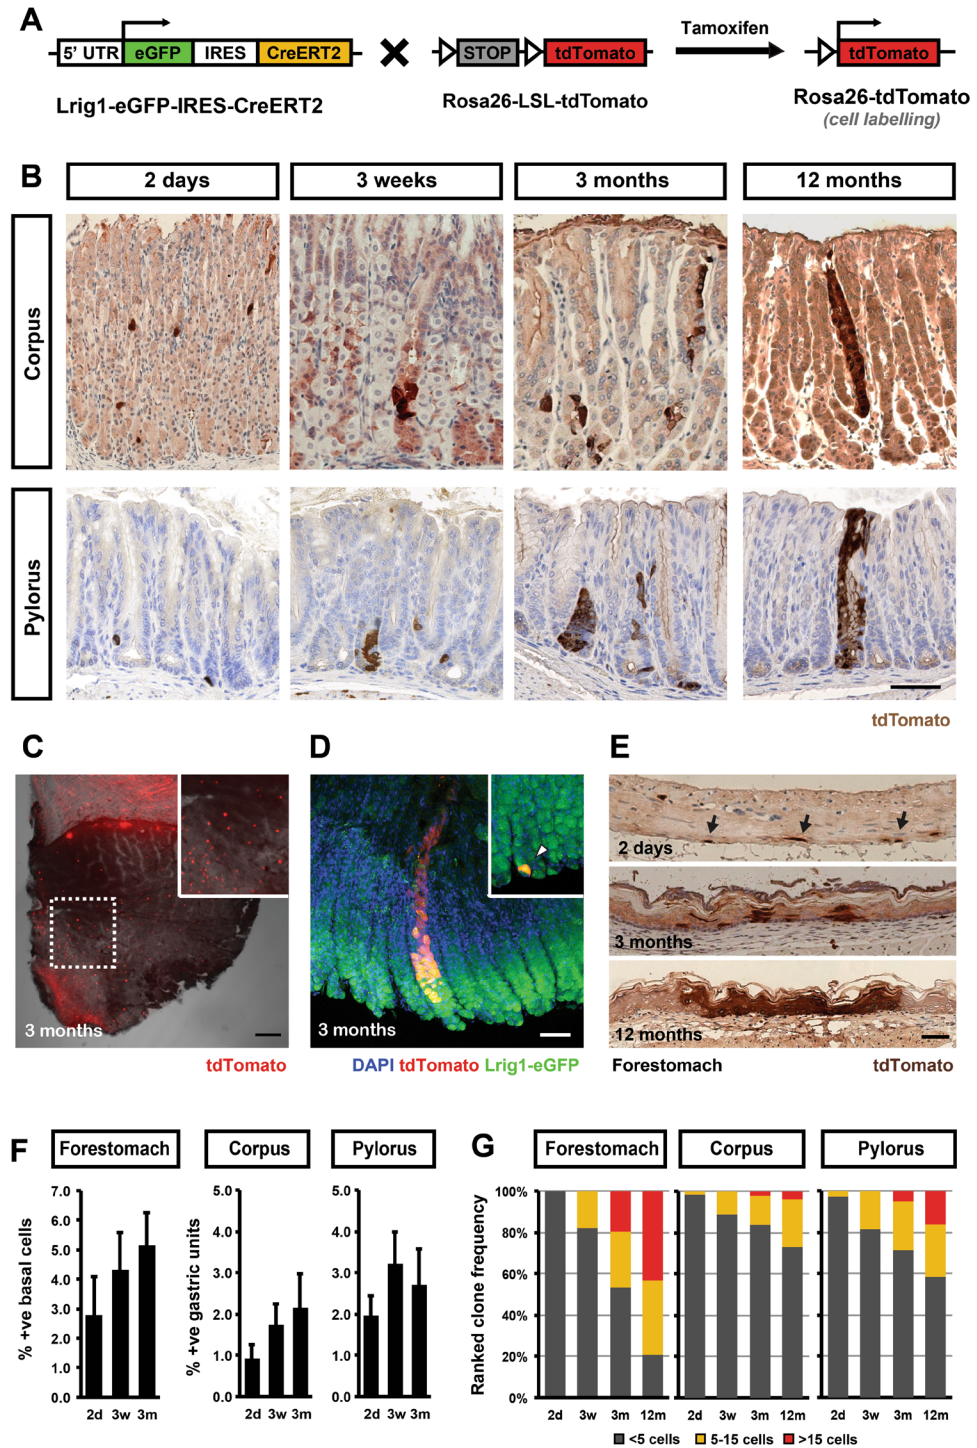 A
5' UTR eGFP IRES CreERT2
STOP tdTomato
Tamoxifen
tdTomato
Lrig1-eGFP-IRES-CreERT2
Rosa26-LSL-tdTomato
Rosa26-tdTomato
(cell labelling)
B
2 days
3 weeks
3 months
12 months
Corpus
Pylorus
tdTomato
C
3 months
tdTomato
D
3 months
DAPI tdTomato Lrig1-eGFP
E
2 days
3 months
12 months
Forestomach
tdTomato
F
Forestomach
Corpus
Pylorus
% +ve basal cells
7.0
6.0
5.0
4.0
3.0
2.0
1.0
0.0
2d 3w 3m
% +ve gastric units
5.0
4.0
3.0
2.0
1.0
0.0
2d 3w 3m
5.0
4.0
3.0
2.0
1.0
0.0
2d 3w 3m
G
Forestomach
Corpus
Pylorus
Ranked clone frequency
100%
80%
60%
40%
20%
0%
2d 3w 3m 12m
2d 3w 3m 12m
2d 3w 3m 12m
<5 cells 5-15 cells >15 cells